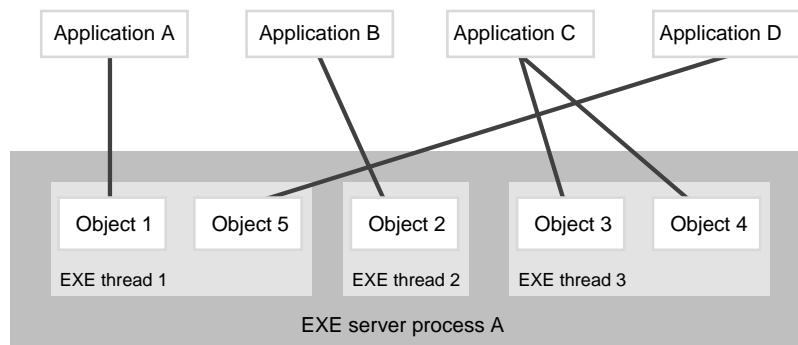 Application A
Application B
Application C
Application D
Object 1
Object 5
Object 2
Object 3
Object 4
EXE thread 1
EXE thread 2
EXE thread 3
EXE server process A